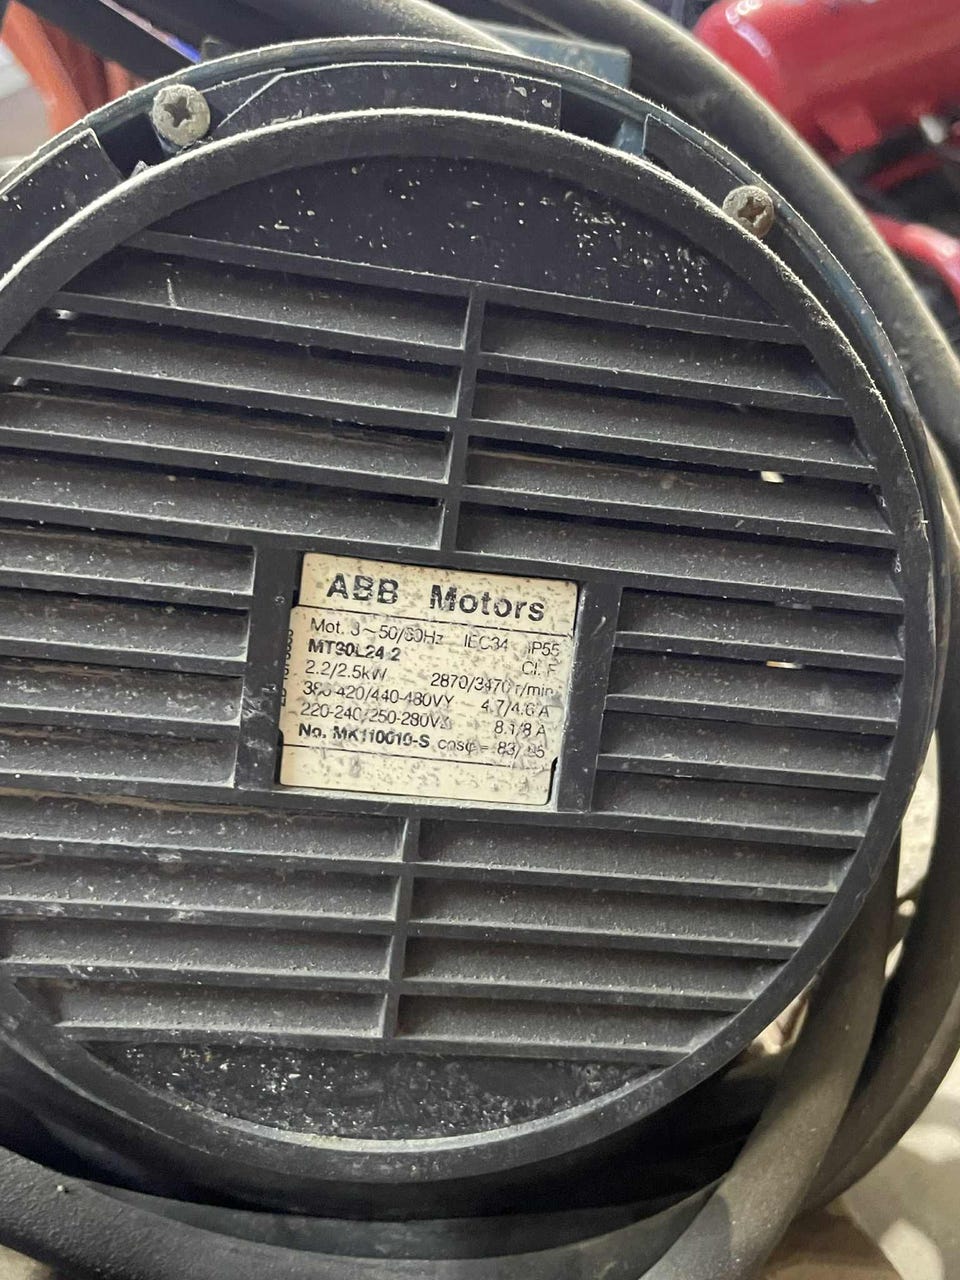 ABB Motors
Mot. 3~50/60Hz IEC34 IP55
MT90L24-2 Cl. F
2.2/2.5kW 2870/3470 r/min
380-420/440-480VY 4.7/4.6 A
220-240/250-280VΔ 8.1/8 A
No. MK110010-S cosφ = 83/